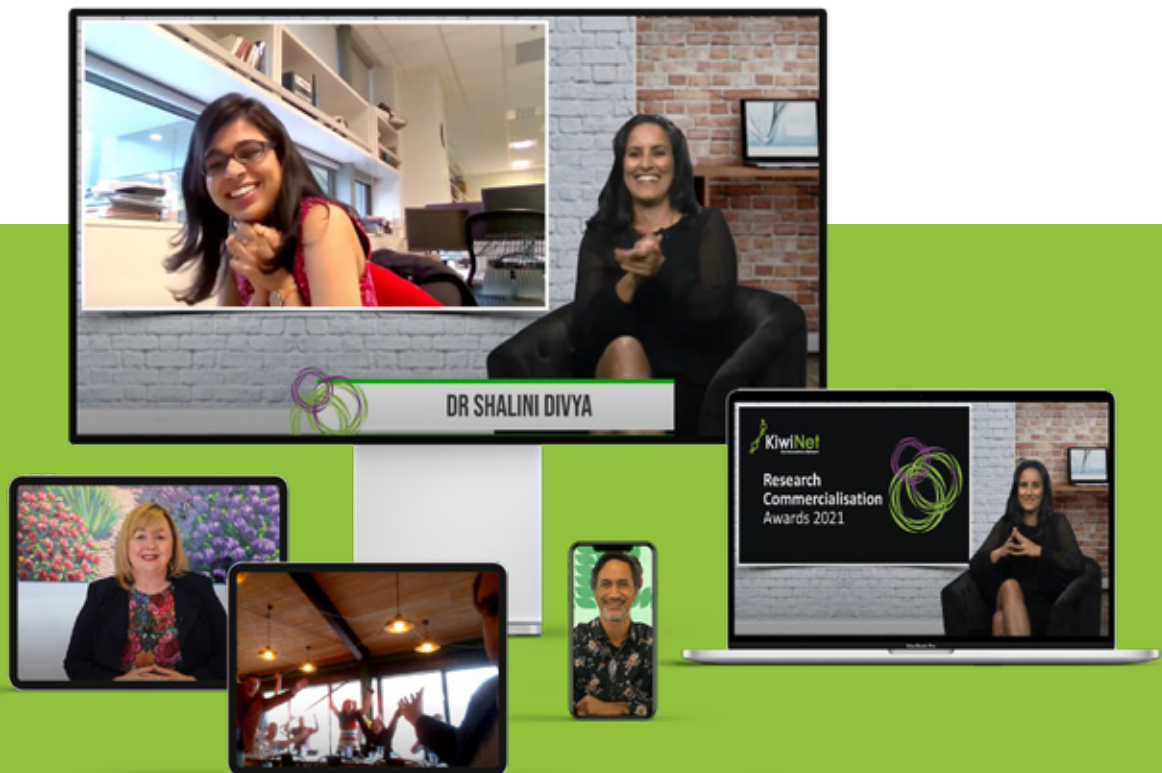 DR SHALINI DIVYA
KiwiNet
Research
Commercialisation
Awards 2021